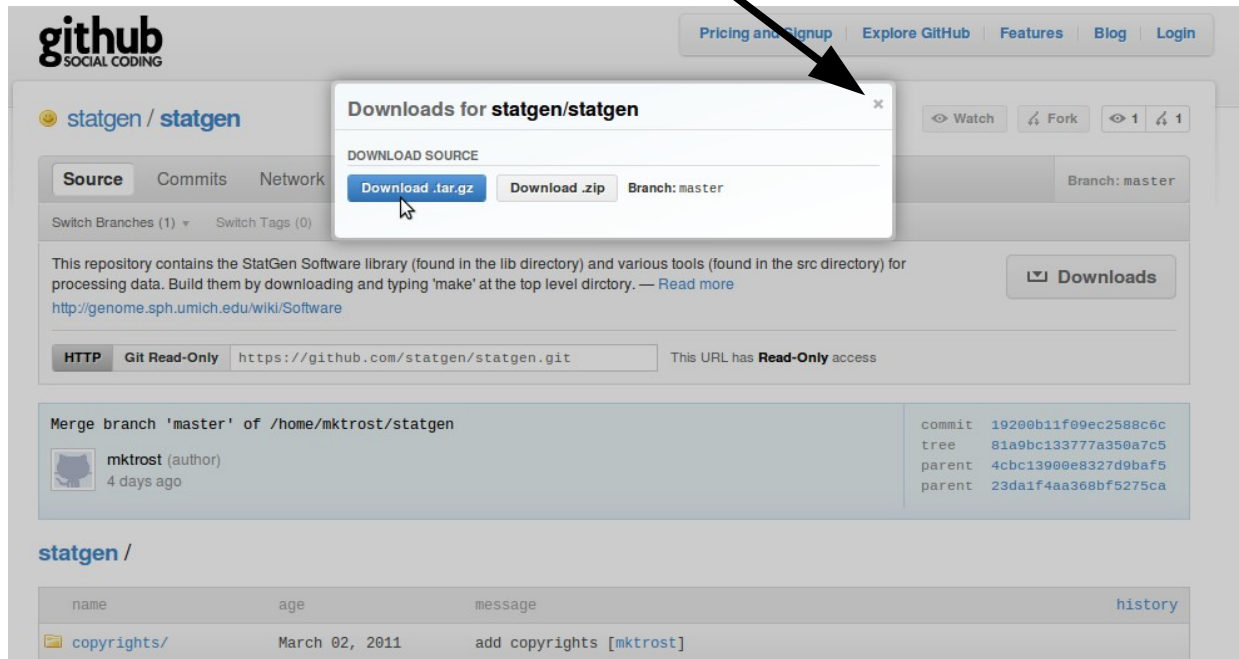 github
SOCIAL CODING
Pricing and Signup Explore GitHub Features Blog Login
statgen / statgen
Downloads for statgen/statgen ×
Watch Fork 1 1
DOWNLOAD SOURCE
Download .tar.gz Download .zip Branch: master
Source Commits Network
Branch: master
Switch Branches (1) Switch Tags (0)
This repository contains the StatGen Software library (found in the lib directory) and various tools (found in the src directory) for
processing data. Build them by downloading and typing 'make' at the top level dirctory. — Read more
http://genome.sph.umich.edu/wiki/Software
Downloads
HTTP Git Read-Only https://github.com/statgen/statgen.git This URL has Read-Only access
Merge branch 'master' of /home/mktrost/statgen
mktrost (author)
4 days ago
commit 19200b11f09ec2588c6c
tree 81a9bc133777a350a7c5
parent 4cbc13900e8327d9baf5
parent 23da1f4aa368bf5275ca
statgen /
name age message history
copyrights/ March 02, 2011 add copyrights [mktrost]